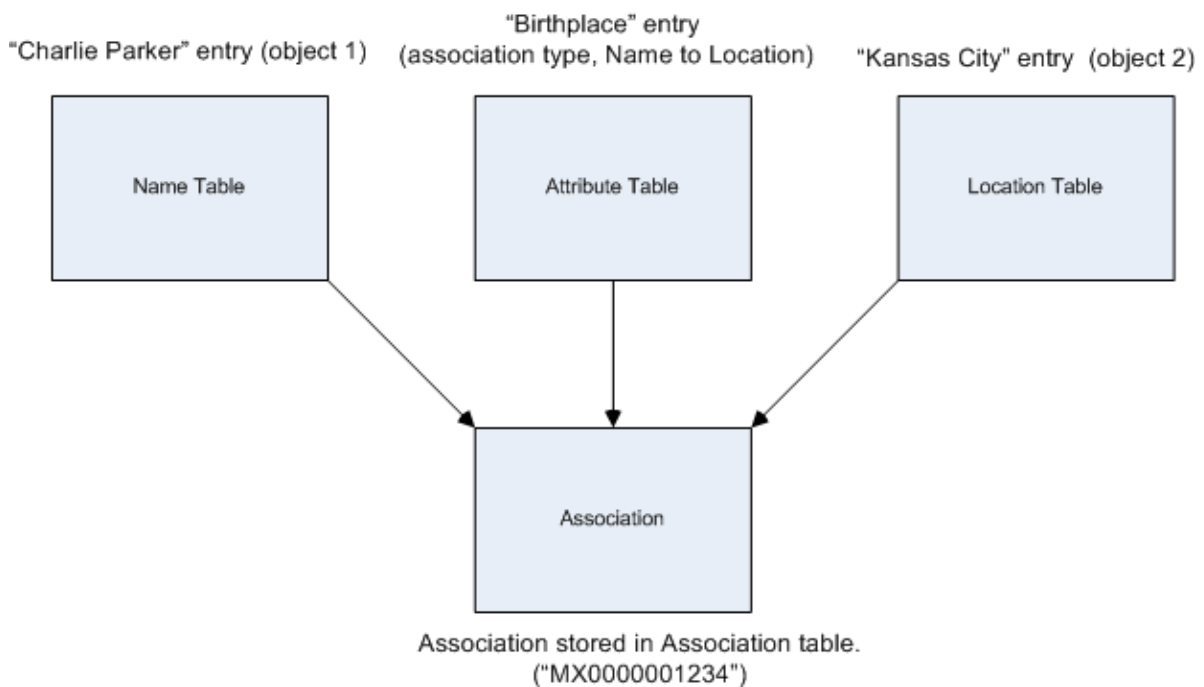 “Charlie Parker” entry (object 1)
“Birthplace” entry
(association type, Name to Location)
“Kansas City” entry  (object 2)
Name Table
Attribute Table
Location Table
Association
Association stored in Association table.
(“MX0000001234”)